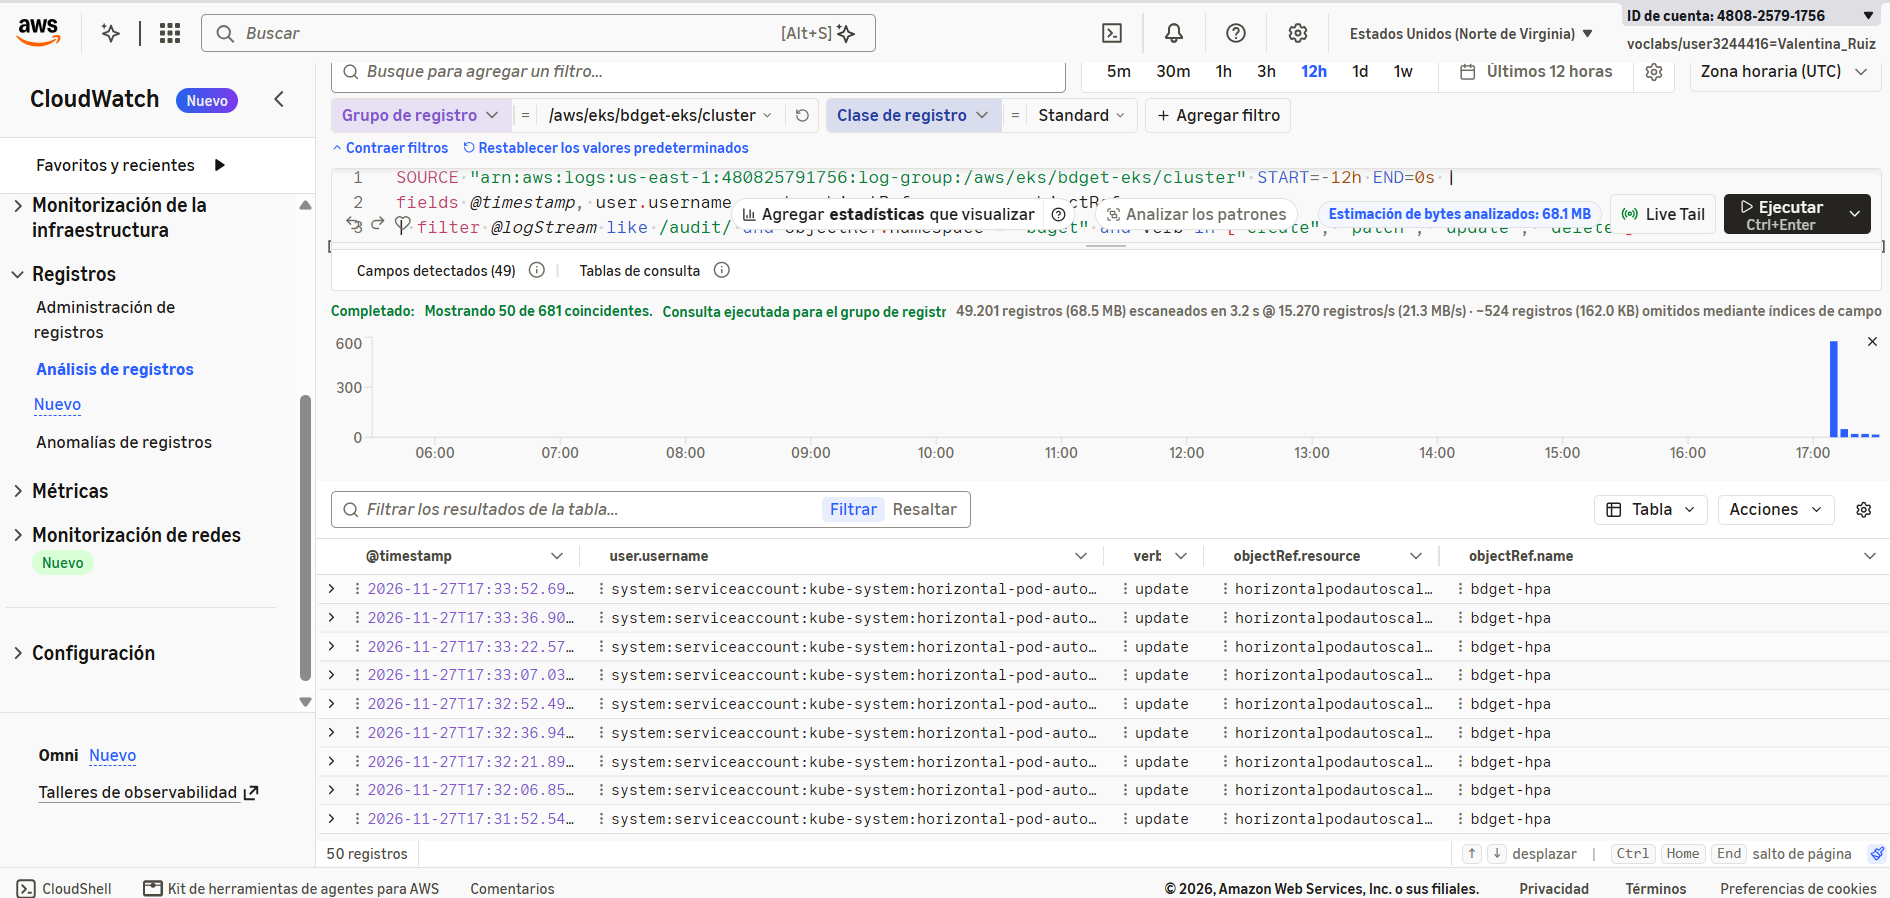 aws
Buscar
[Alt+S]
Estados Unidos (Norte de Virginia)
ID de cuenta: 4808-2579-1756
voclabs/user3244416=Valentina_Ruiz
CloudWatch Nuevo
Favoritos y recientes
Monitorización de la infraestructura
Registros
Administración de registros
Análisis de registros
Nuevo
Anomalías de registros
Métricas
Monitorización de redes
Nuevo
Configuración
Omni Nuevo
Talleres de observabilidad
Busque para agregar un filtro...
5m 30m 1h 3h 12h 1d 1w Últimos 12 horas Zona horaria (UTC)
Grupo de registro = /aws/eks/bdget-eks/cluster Clase de registro = Standard + Agregar filtro
Contraer filtros Restablecer los valores predeterminados
1 SOURCE "arn:aws:logs:us-east-1:480825791756:log-group:/aws/eks/bdget-eks/cluster" START=-12h END=0s |
2 fields @timestamp, user.username
3 | filter @logStream like /audit/
Agregar estadísticas que visualizar
Analizar los patrones
Estimación de bytes analizados: 68.1 MB
Live Tail
Ejecutar
Ctrl+Enter
Campos detectados (49) Tablas de consulta
Completado: Mostrando 50 de 681 coincidentes. Consulta ejecutada para el grupo de registr 49.201 registros (68.5 MB) escaneados en 3.2 s @ 15.270 registros/s (21.3 MB/s) · ~524 registros (162.0 KB) omitidos mediante índices de campo
600
300
0
06:00 07:00 08:00 09:00 10:00 11:00 12:00 13:00 14:00 15:00 16:00 17:00
Filtrar los resultados de la tabla... Filtrar Resaltar
Tabla Acciones
@timestamp user.username verb objectRef.resource objectRef.name
2026-11-27T17:33:52.69... system:serviceaccount:kube-system:horizontal-pod-auto... update horizontalpodautoscal... bdget-hpa
2026-11-27T17:33:36.90... system:serviceaccount:kube-system:horizontal-pod-auto... update horizontalpodautoscal... bdget-hpa
2026-11-27T17:33:22.57... system:serviceaccount:kube-system:horizontal-pod-auto... update horizontalpodautoscal... bdget-hpa
2026-11-27T17:33:07.03... system:serviceaccount:kube-system:horizontal-pod-auto... update horizontalpodautoscal... bdget-hpa
2026-11-27T17:32:52.49... system:serviceaccount:kube-system:horizontal-pod-auto... update horizontalpodautoscal... bdget-hpa
2026-11-27T17:32:36.94... system:serviceaccount:kube-system:horizontal-pod-auto... update horizontalpodautoscal... bdget-hpa
2026-11-27T17:32:21.89... system:serviceaccount:kube-system:horizontal-pod-auto... update horizontalpodautoscal... bdget-hpa
2026-11-27T17:32:06.85... system:serviceaccount:kube-system:horizontal-pod-auto... update horizontalpodautoscal... bdget-hpa
2026-11-27T17:31:52.54... system:serviceaccount:kube-system:horizontal-pod-auto... update horizontalpodautoscal... bdget-hpa
50 registros
↑ ↓ desplazar | Ctrl Home End salto de página
CloudShell Kit de herramientas de agentes para AWS Comentarios
© 2026, Amazon Web Services, Inc. o sus filiales. Privacidad Términos Preferencias de cookies